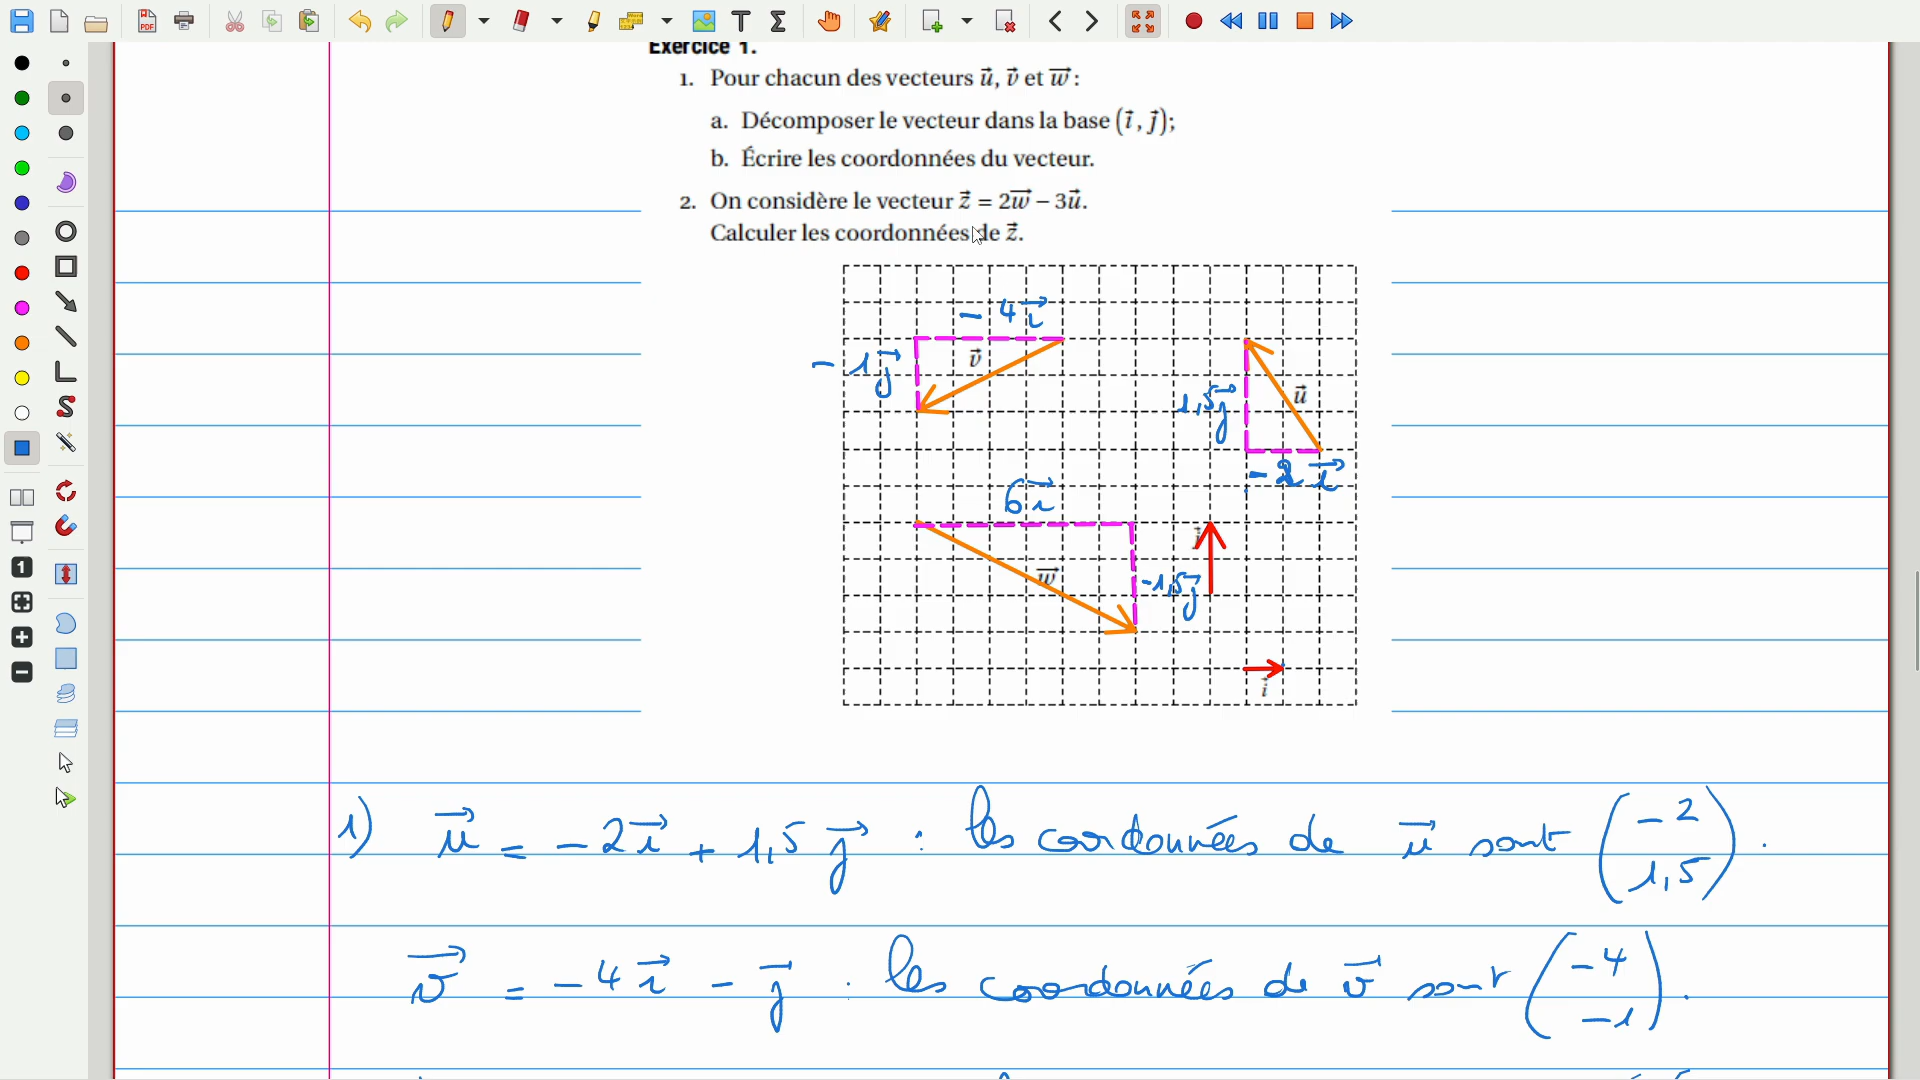 Exercice 1.
1. Pour chacun des vecteurs u⃗, v⃗ et w⃗ :
a. Décomposer le vecteur dans la base (i⃗, j⃗);
b. Écrire les coordonnées du vecteur.
2. On considère le vecteur z⃗ = 2w⃗ – 3u⃗.
Calculer les coordonnées de z⃗.
- 4i⃗
- 1j⃗
v⃗
1,5j⃗
u⃗
- 2i⃗
6i⃗
j⃗
w⃗
-1,5j⃗
i⃗
1) u⃗ = - 2i⃗ + 1,5 j⃗ : les coordonnées de u⃗ sont (-2 1,5).
v⃗ = - 4 i⃗ - j⃗ : les coordonnées de v⃗ sont (-4 -1).